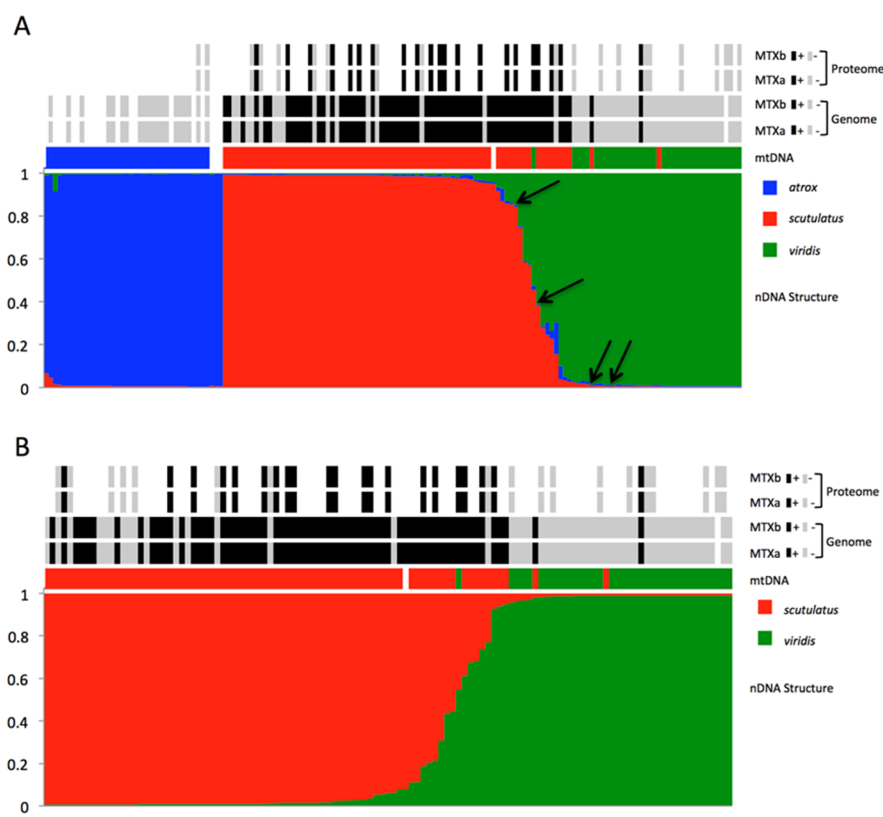 A
MTXb + -
MTXa + -
Proteome
MTXb + -
MTXa + -
Genome
mtDNA
1
0.8
0.6
0.4
0.2
0
atrox
scutulatus
viridis
nDNA Structure
B
MTXb + -
MTXa + -
Proteome
MTXb + -
MTXa + -
Genome
mtDNA
1
0.8
0.6
0.4
0.2
0
scutulatus
viridis
nDNA Structure